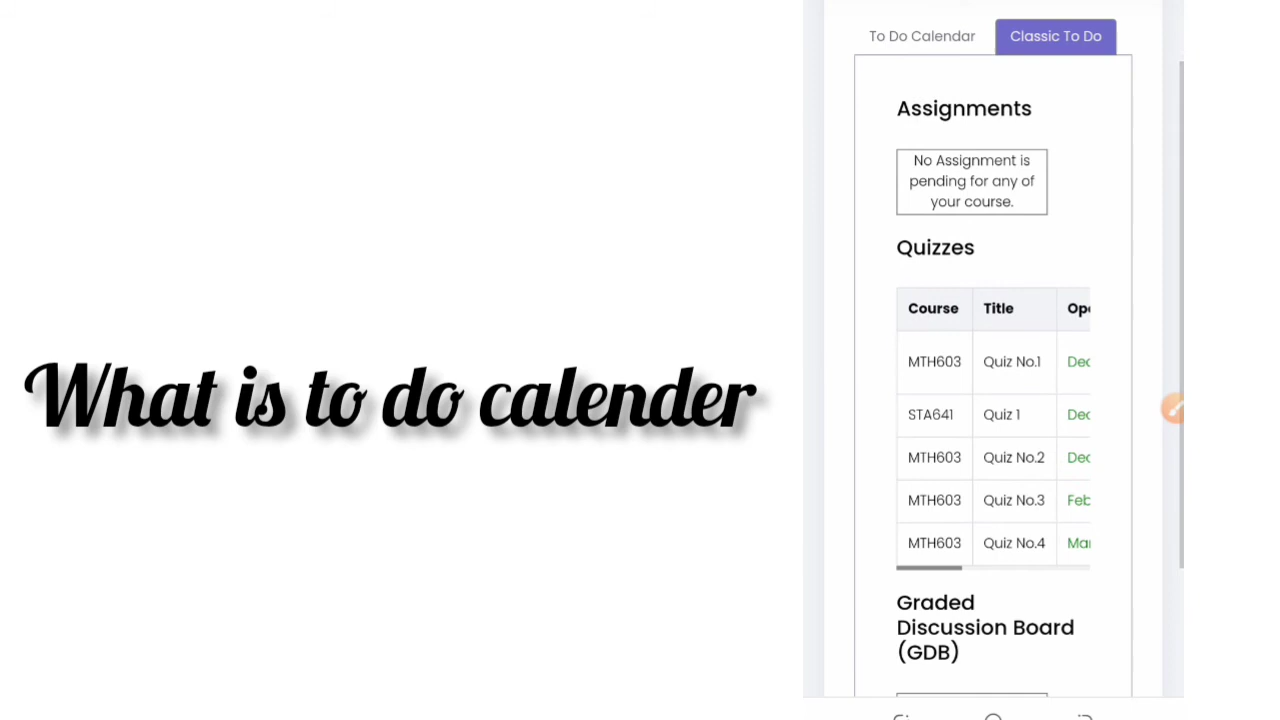 What is to do calender
To Do Calendar Classic To Do
Assignments
No Assignment is
pending for any of
your course.
Quizzes
Course Title
MTH603 Quiz No.1 Dec
STA641 Quiz 1 Dec
MTH603 Quiz No.2 Dec
MTH603 Quiz No.3 Feb
MTH603 Quiz No.4 Mar
Graded
Discussion Board
(GDB)